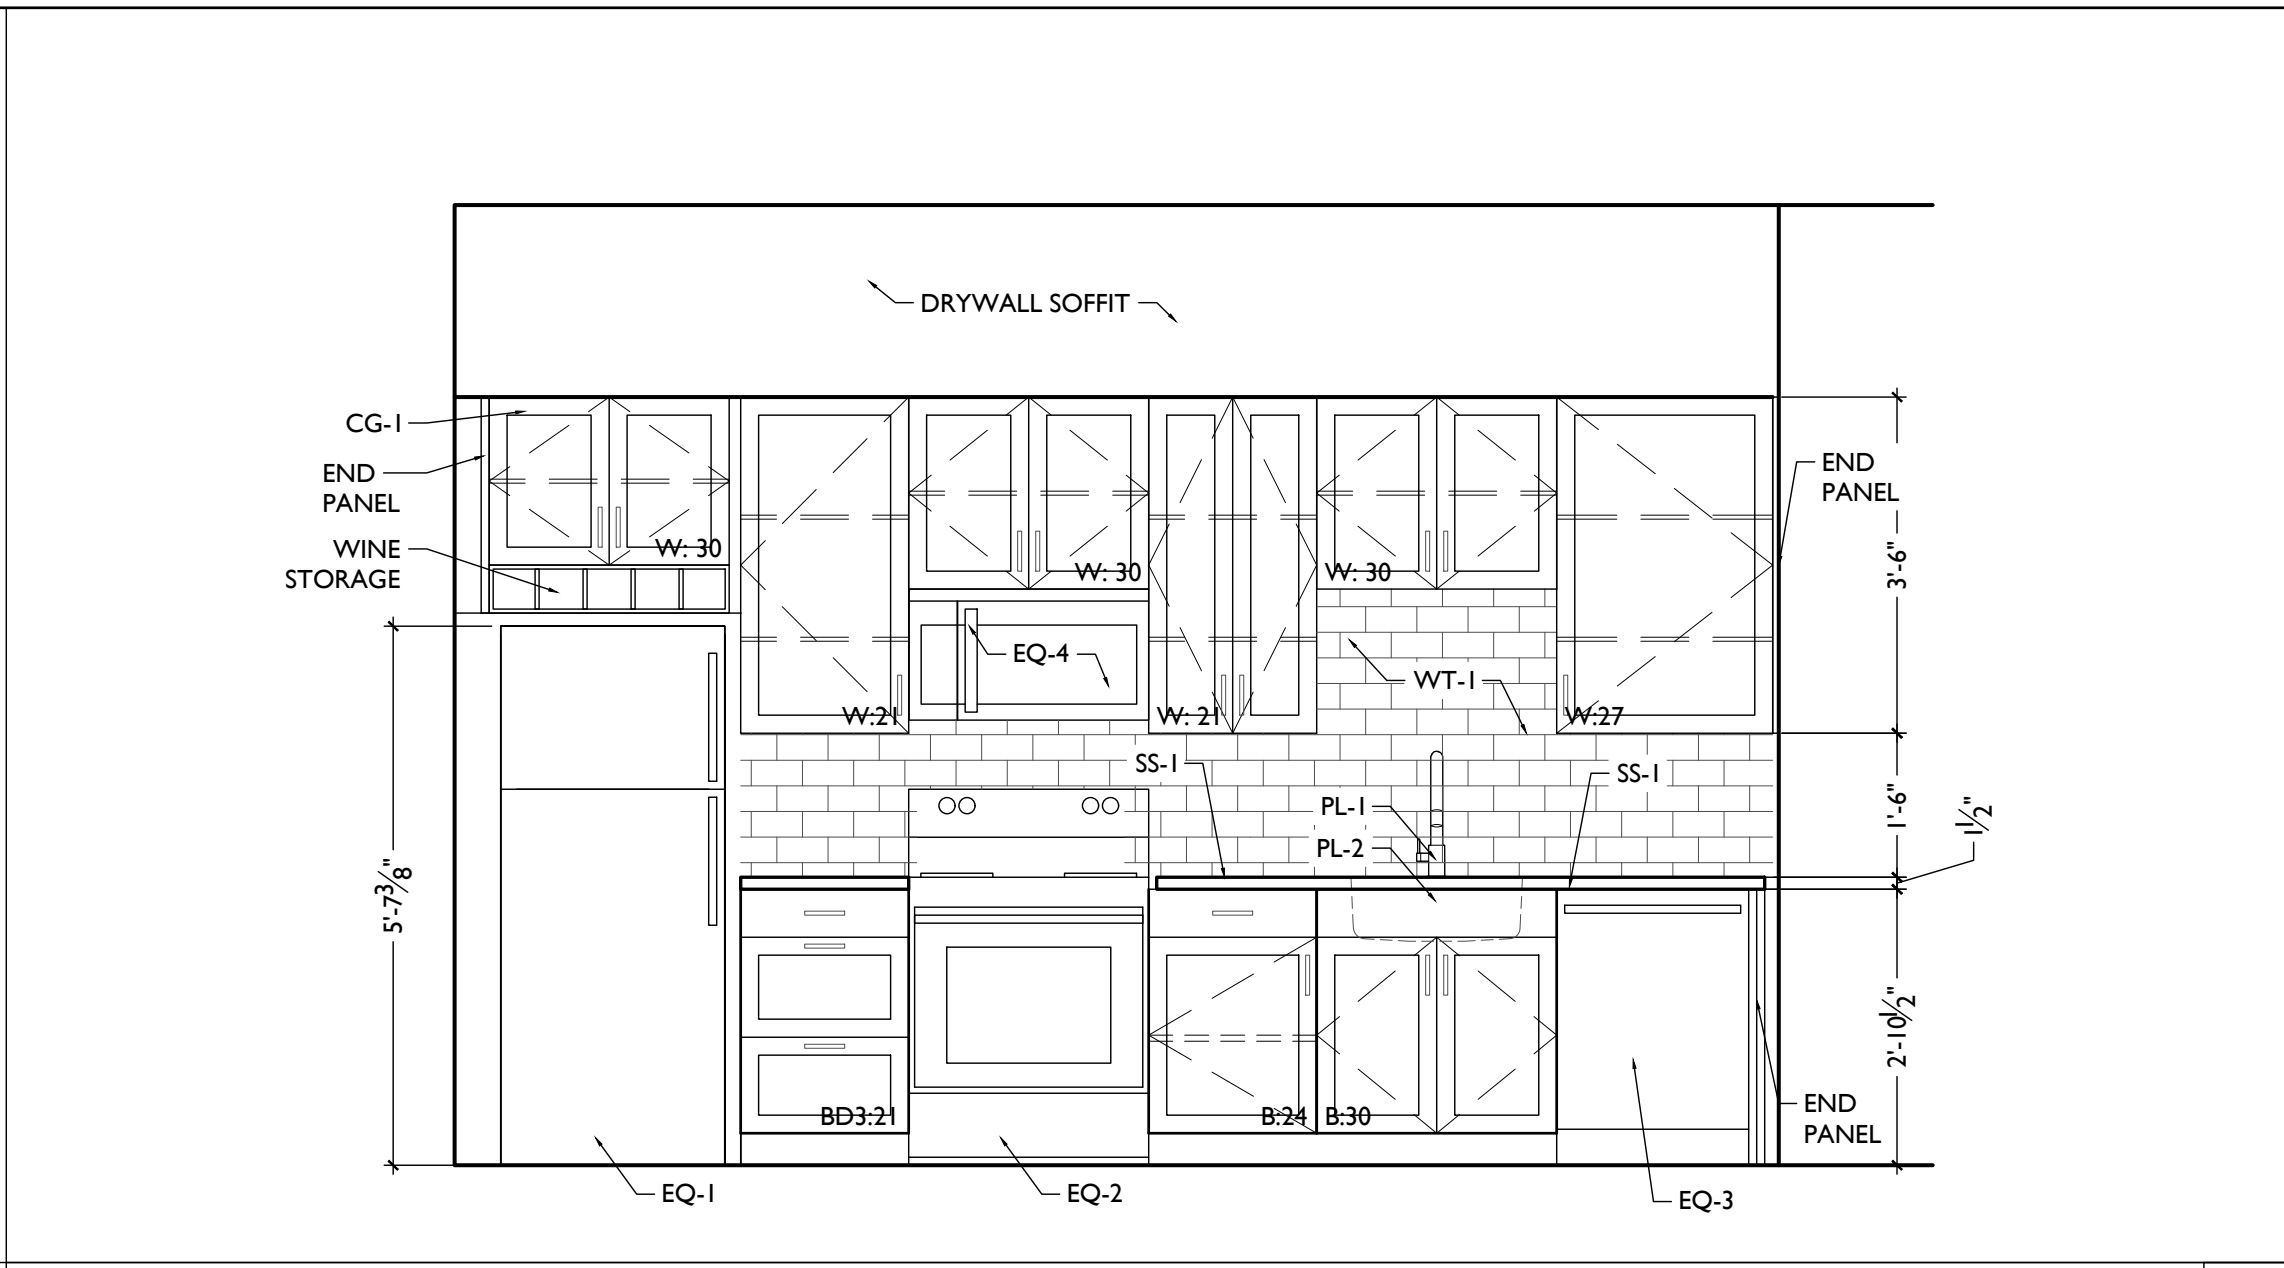 DRYWALL SOFFIT
CG-1
END
PANEL
WINE
STORAGE
END
PANEL
W: 30
W: 30
W: 30
3'-6"
EQ-4
WT-1
W:21
W: 21
W:27
SS-1
SS-1
PL-1
PL-2
1'-6"
1 1/2"
5'-7 3/8"
2'-10 1/2"
BD3:21
B:24
B:30
END
PANEL
EQ-1
EQ-2
EQ-3